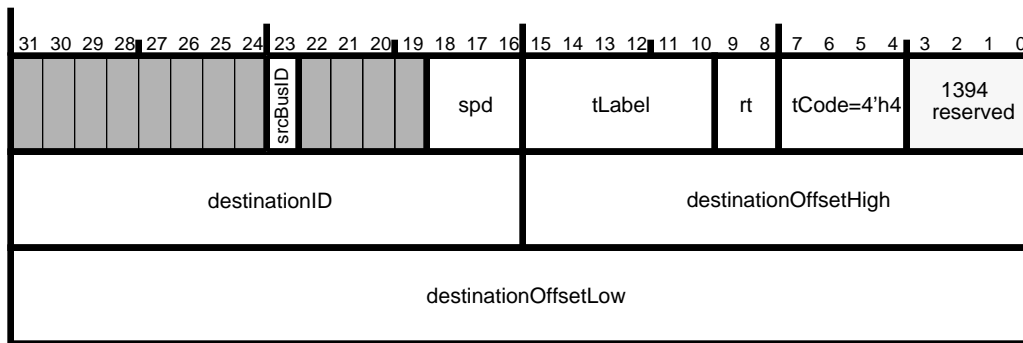 31 30 29 28 27 26 25 24 23 22 21 20 19 18 17 16 15 14 13 12 11 10 9 8 7 6 5 4 3 2 1 0
srcBusID spd tLabel rt tCode=4'h4 1394
reserved
destinationID destinationOffsetHigh
destinationOffsetLow